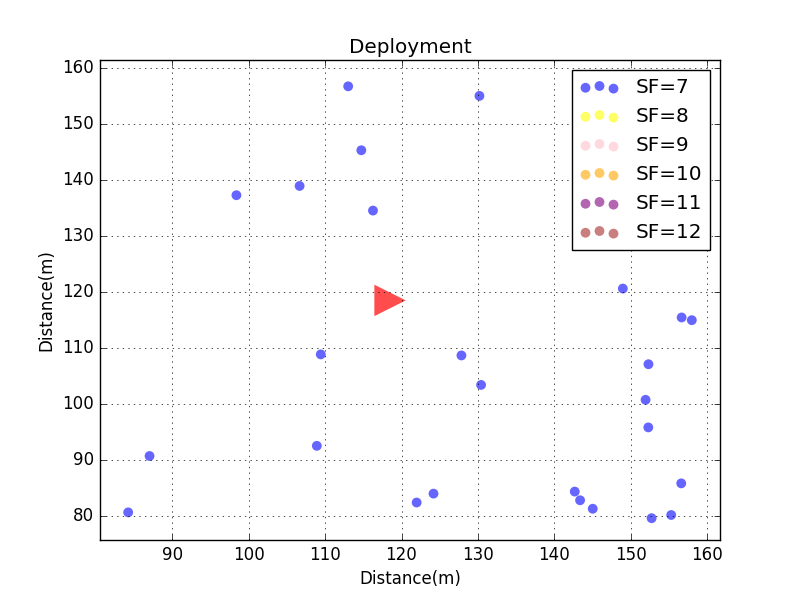 Deployment
160
150
140
130
120
110
100
90
80
Distance(m)
90 100 110 120 130 140 150 160
Distance(m)
SF=7
SF=8
SF=9
SF=10
SF=11
SF=12